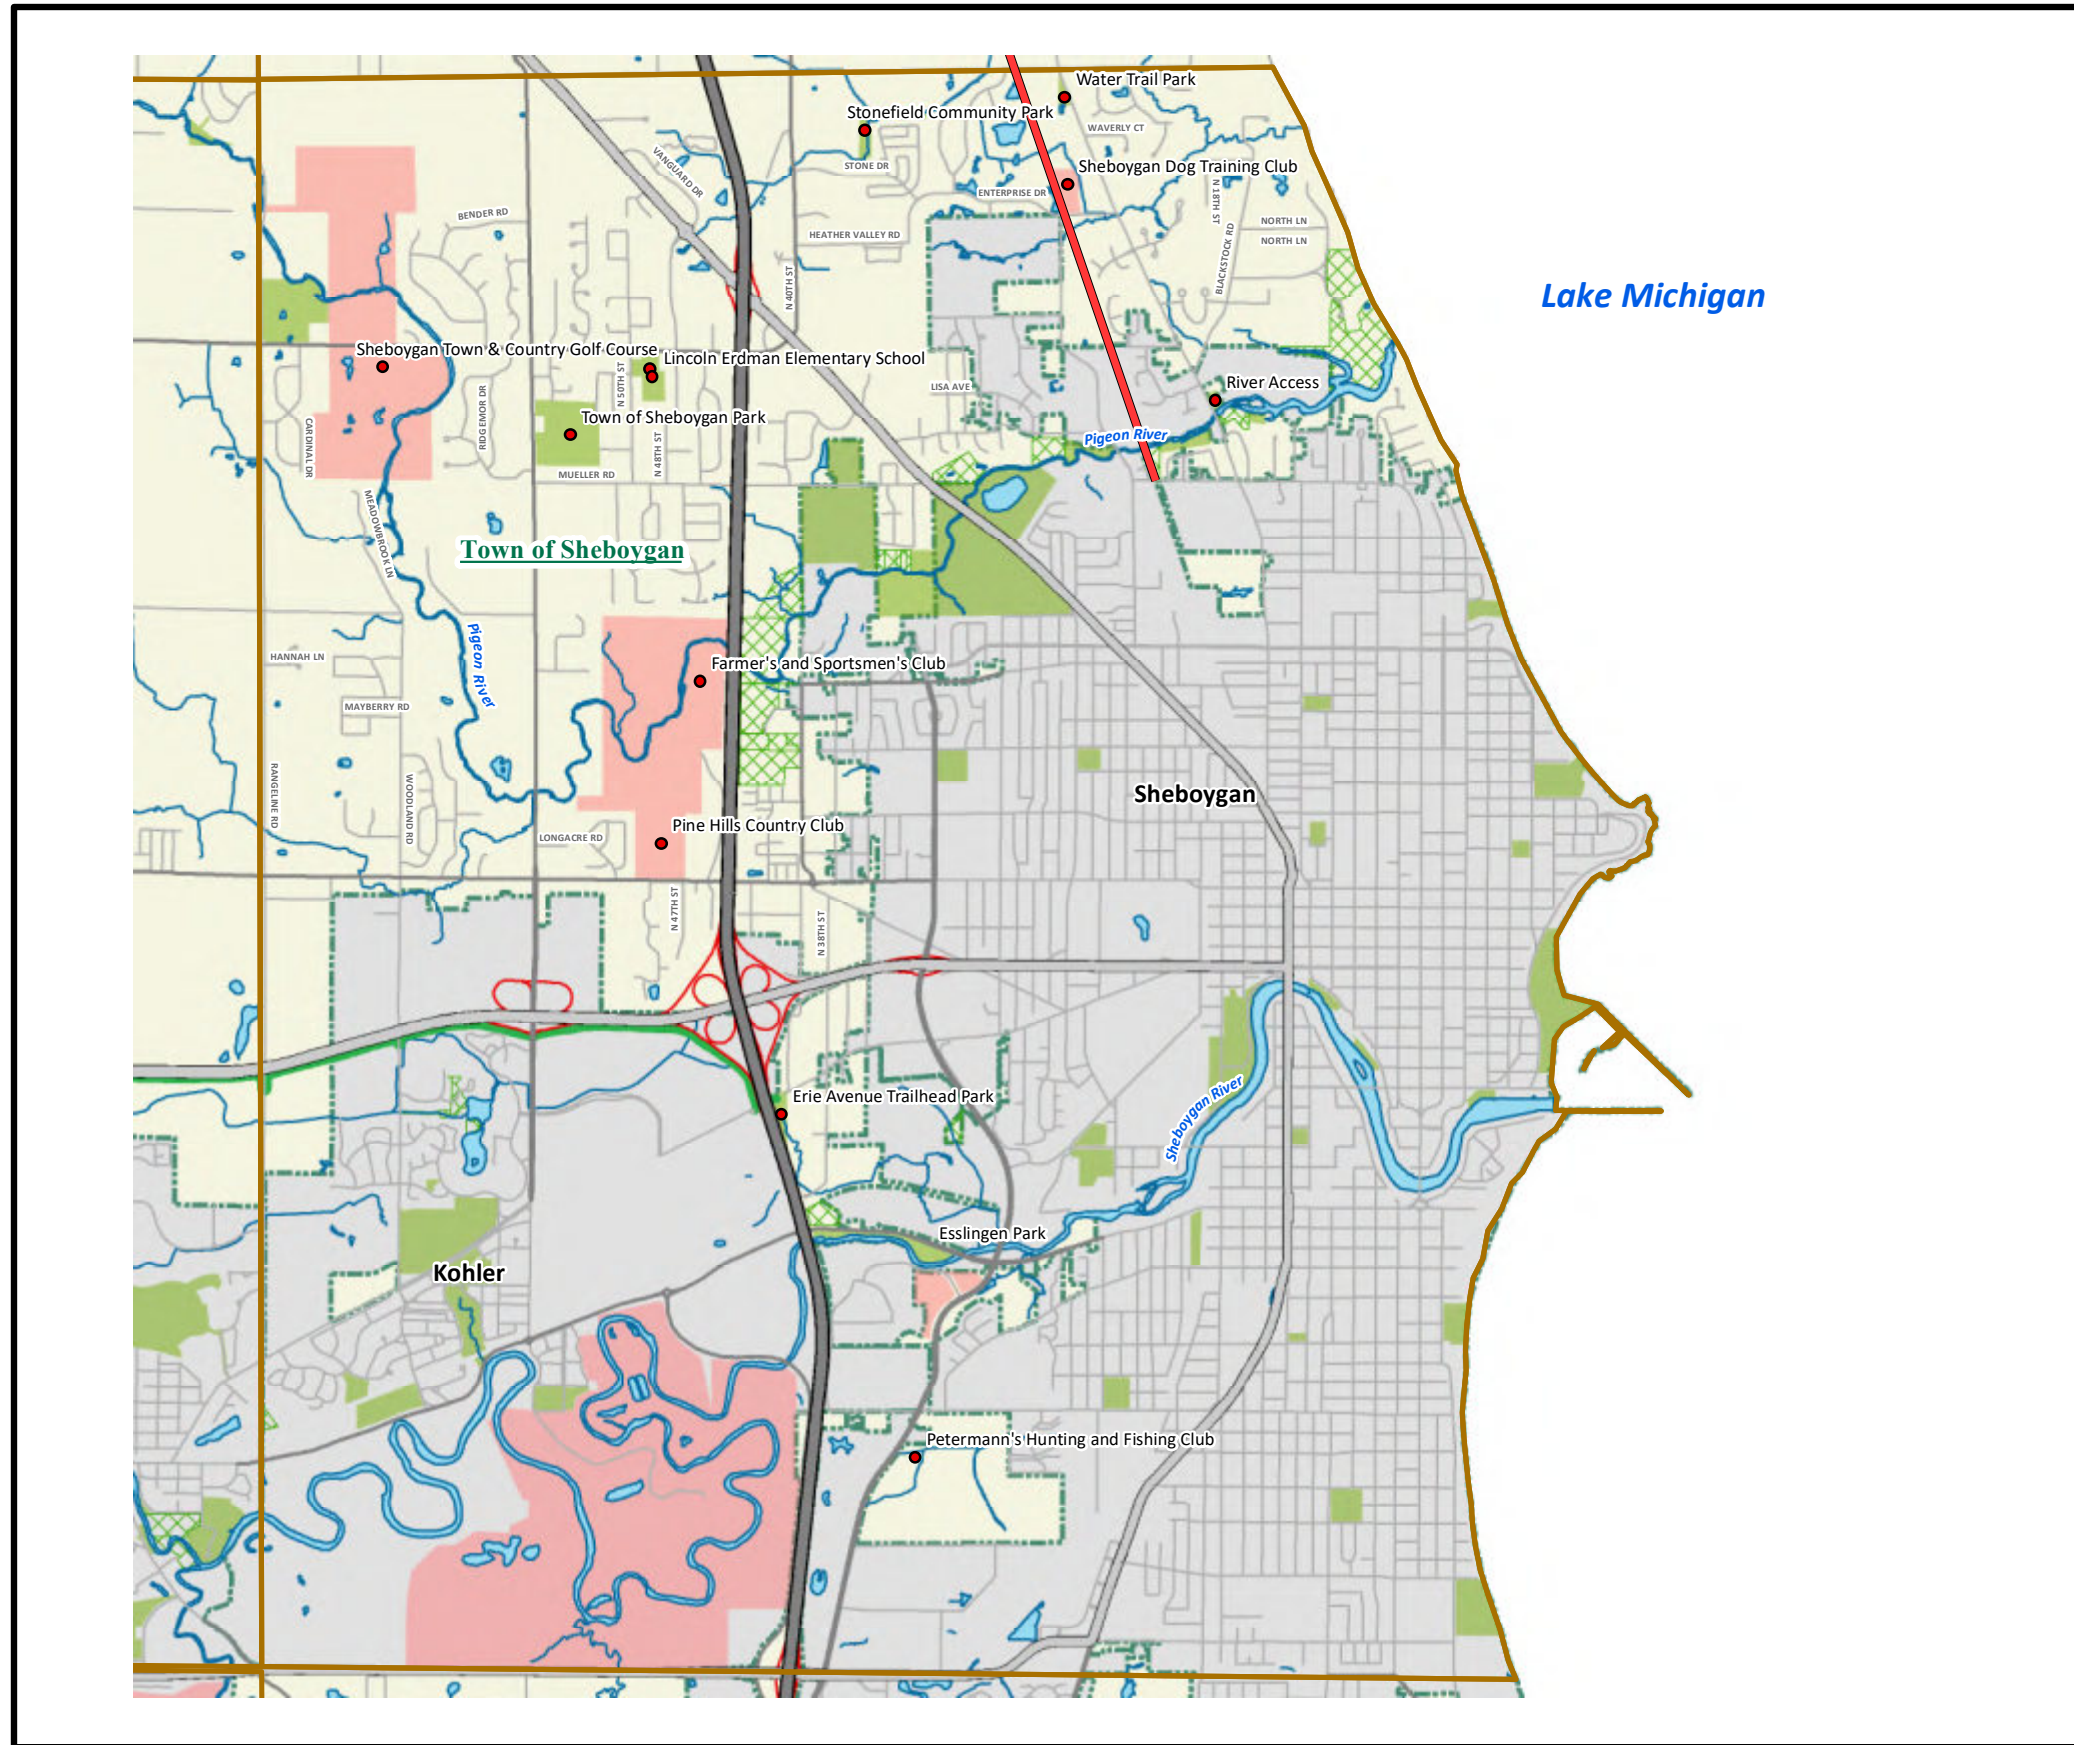 Water Trail Park
Stonefield Community Park
WAVERLY CT
VANGUARD DR
STONE DR
Sheboygan Dog Training Club
ENTERPRISE DR
N 18TH ST
BENDER RD
NORTH LN
HEATHER VALLEY RD
NORTH LN
BLACKSTOCK RD
N 40TH ST
Lake Michigan
Sheboygan Town & Country Golf Course
Lincoln Erdman Elementary School
N 50TH ST
LISA AVE
River Access
RIDGEMOR DR
Town of Sheboygan Park
CARDINAL DR
Pigeon River
N 48TH ST
MUELLER RD
MEADOWBROOK LN
Town of Sheboygan
HANNAH LN
Pigeon River
Farmer's and Sportsmen's Club
MAYBERRY RD
RANGELINE RD
WOODLAND RD
Sheboygan
LONGACRE RD
Pine Hills Country Club
N 47TH ST
N 38TH ST
Erie Avenue Trailhead Park
Sheboygan River
Esslingen Park
Kohler
Petermann's Hunting and Fishing Club